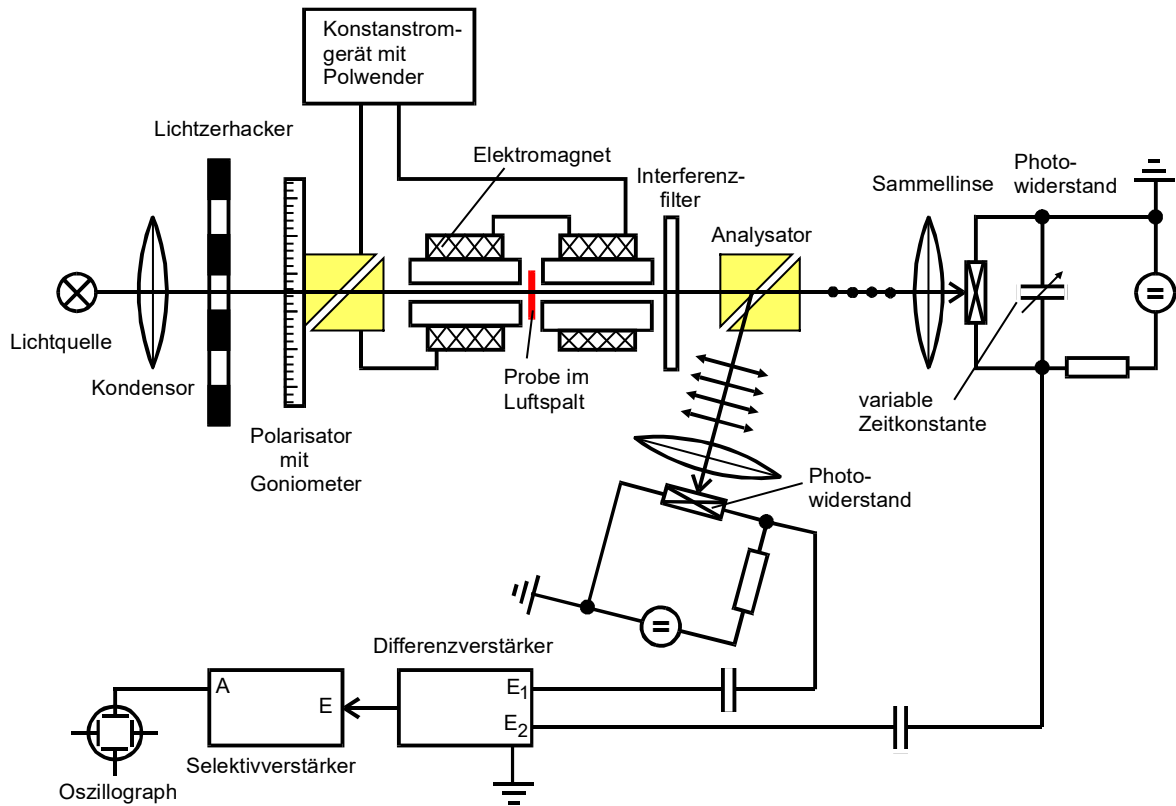 Konstanstrom-
gerät mit
Polwender
Lichtzerhacker
Elektromagnet
Interferenz-
filter
Analysator
Sammellinse
Photo-
widerstand
Lichtquelle
Kondensor
Polarisator
mit
Goniometer
Probe im
Luftspalt
variable
Zeitkonstante
Photo-
widerstand
Differenzverstärker
A
E
E1
E2
Selektivverstärker
Oszillograph